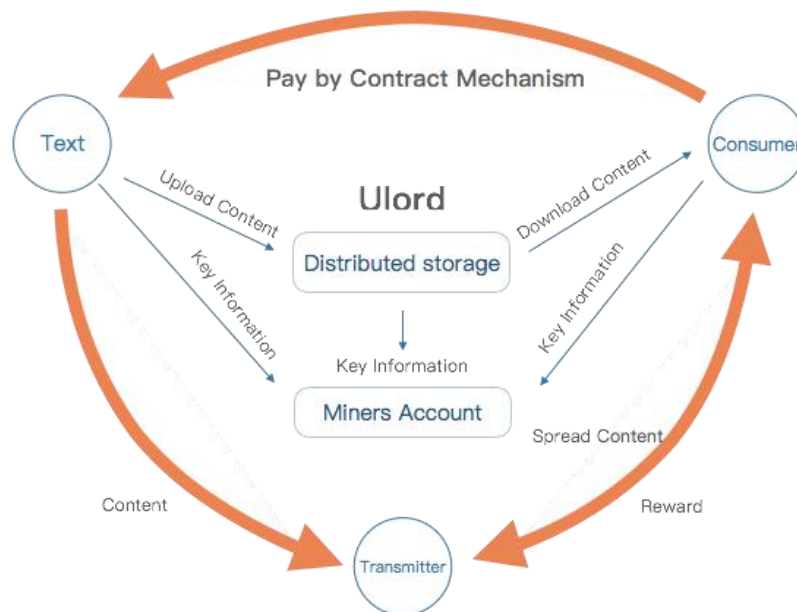 Pay by Contract Mechanism
Text
Consumer
Upload Content
Ulord
Download Content
Distributed storage
Key Information
Key Information
Key Information
Miners Account
Spread Content
Content
Reward
Transmitter